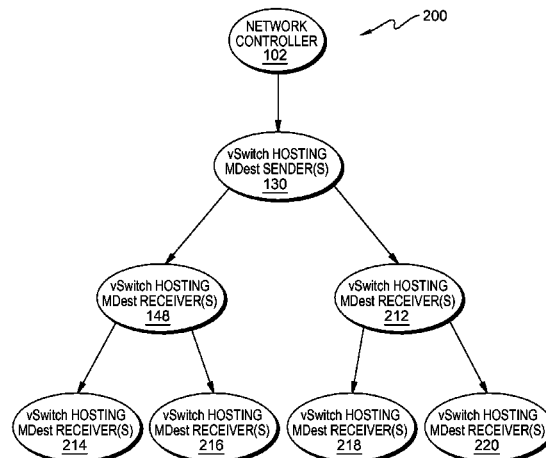 NETWORK
CONTROLLER
102
200
vSwitch HOSTING
MDest SENDER(S)
130
vSwitch HOSTING
MDest RECEIVER(S)
148
vSwitch HOSTING
MDest RECEIVER(S)
212
vSwitch HOSTING
MDest RECEIVER(S)
214
vSwitch HOSTING
MDest RECEIVER(S)
216
vSwitch HOSTING
MDest RECEIVER(S)
218
vSwitch HOSTING
MDest RECEIVER(S)
220